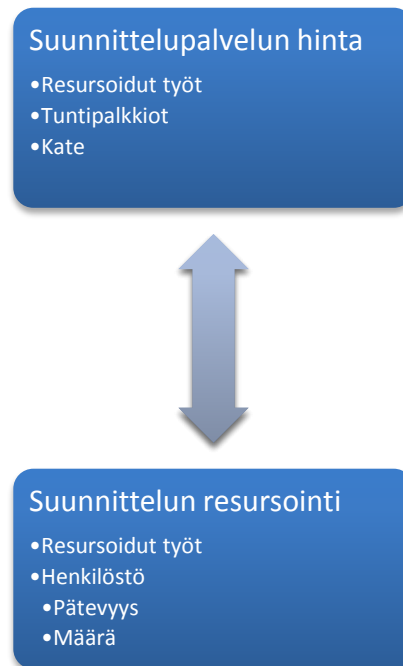 Suunnittelupalvelun hinta
•Resursoidut työt
•Tuntipalkkiot
•Kate
Suunnittelun resursointi
•Resursoidut työt
•Henkilöstö
•Pätevyys
•Määrä